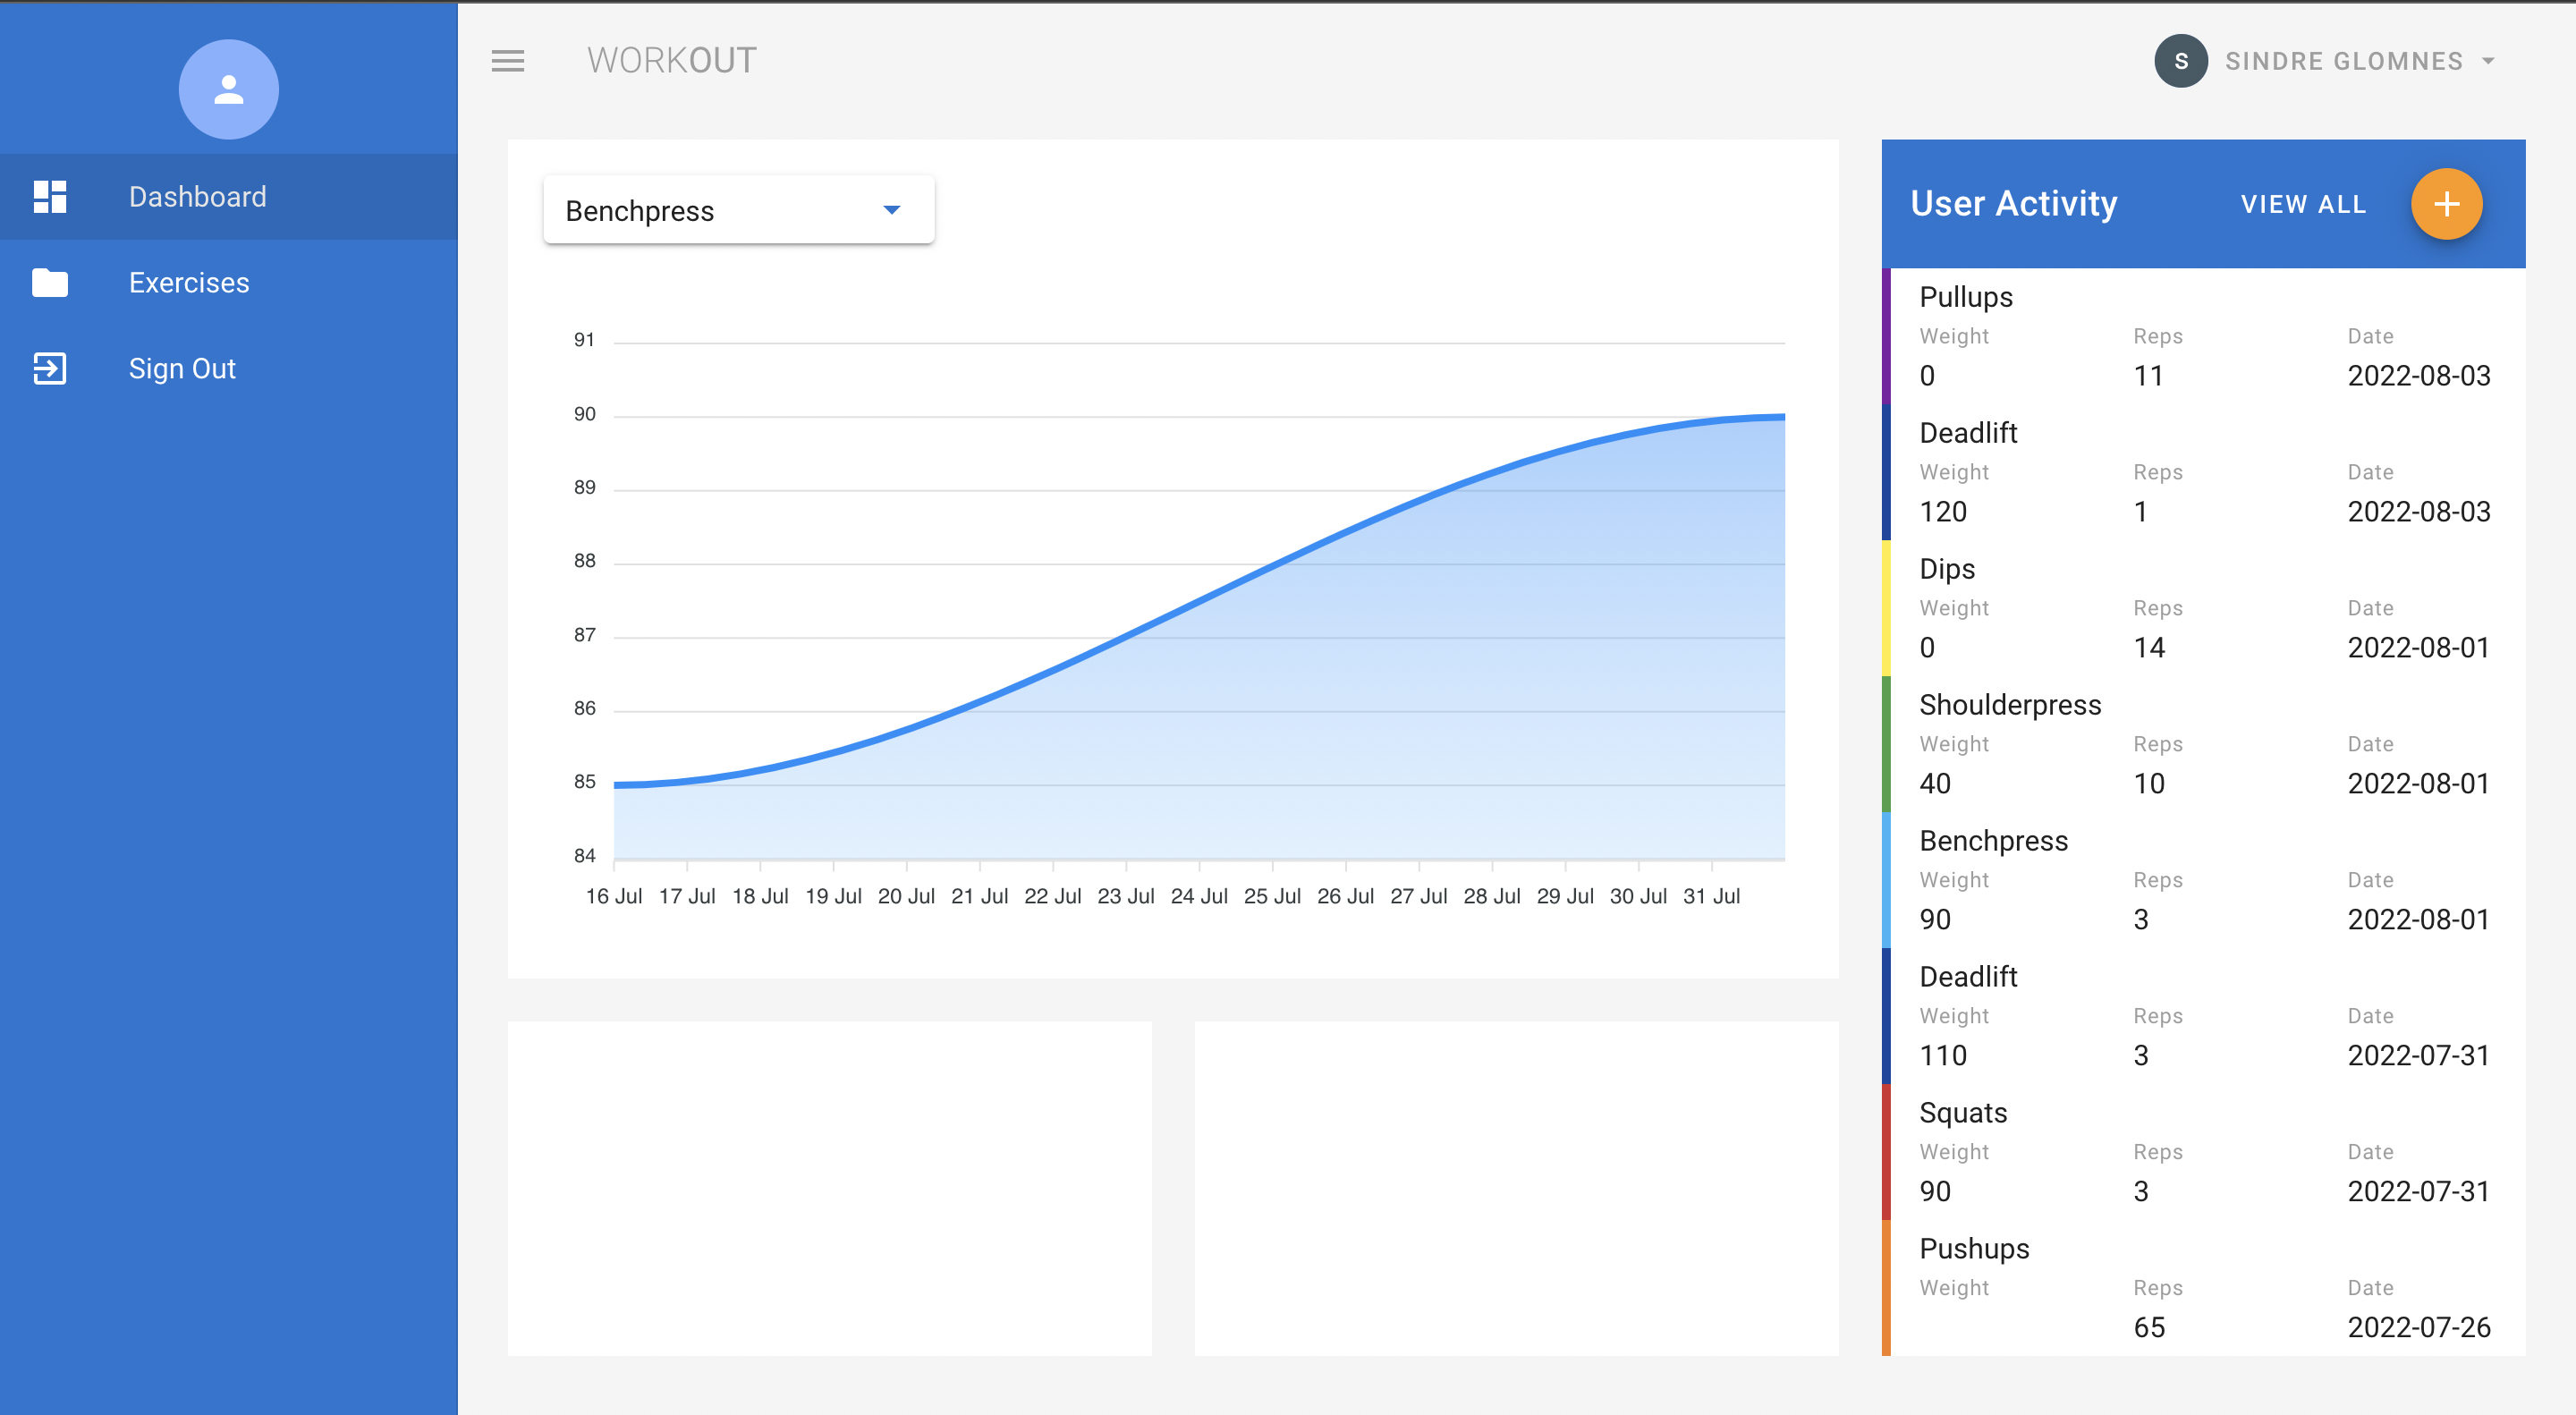 WORKOUT
S SINDRE GLOMNES
Dashboard
Exercises
Sign Out
Benchpress
91
90
89
88
87
86
85
84
16 Jul 17 Jul 18 Jul 19 Jul 20 Jul 21 Jul 22 Jul 23 Jul 24 Jul 25 Jul 26 Jul 27 Jul 28 Jul 29 Jul 30 Jul 31 Jul
User Activity VIEW ALL +
Pullups
Weight Reps Date
0 11 2022-08-03
Deadlift
Weight Reps Date
120 1 2022-08-03
Dips
Weight Reps Date
0 14 2022-08-01
Shoulderpress
Weight Reps Date
40 10 2022-08-01
Benchpress
Weight Reps Date
90 3 2022-08-01
Deadlift
Weight Reps Date
110 3 2022-07-31
Squats
Weight Reps Date
90 3 2022-07-31
Pushups
Weight Reps Date
65 2022-07-26